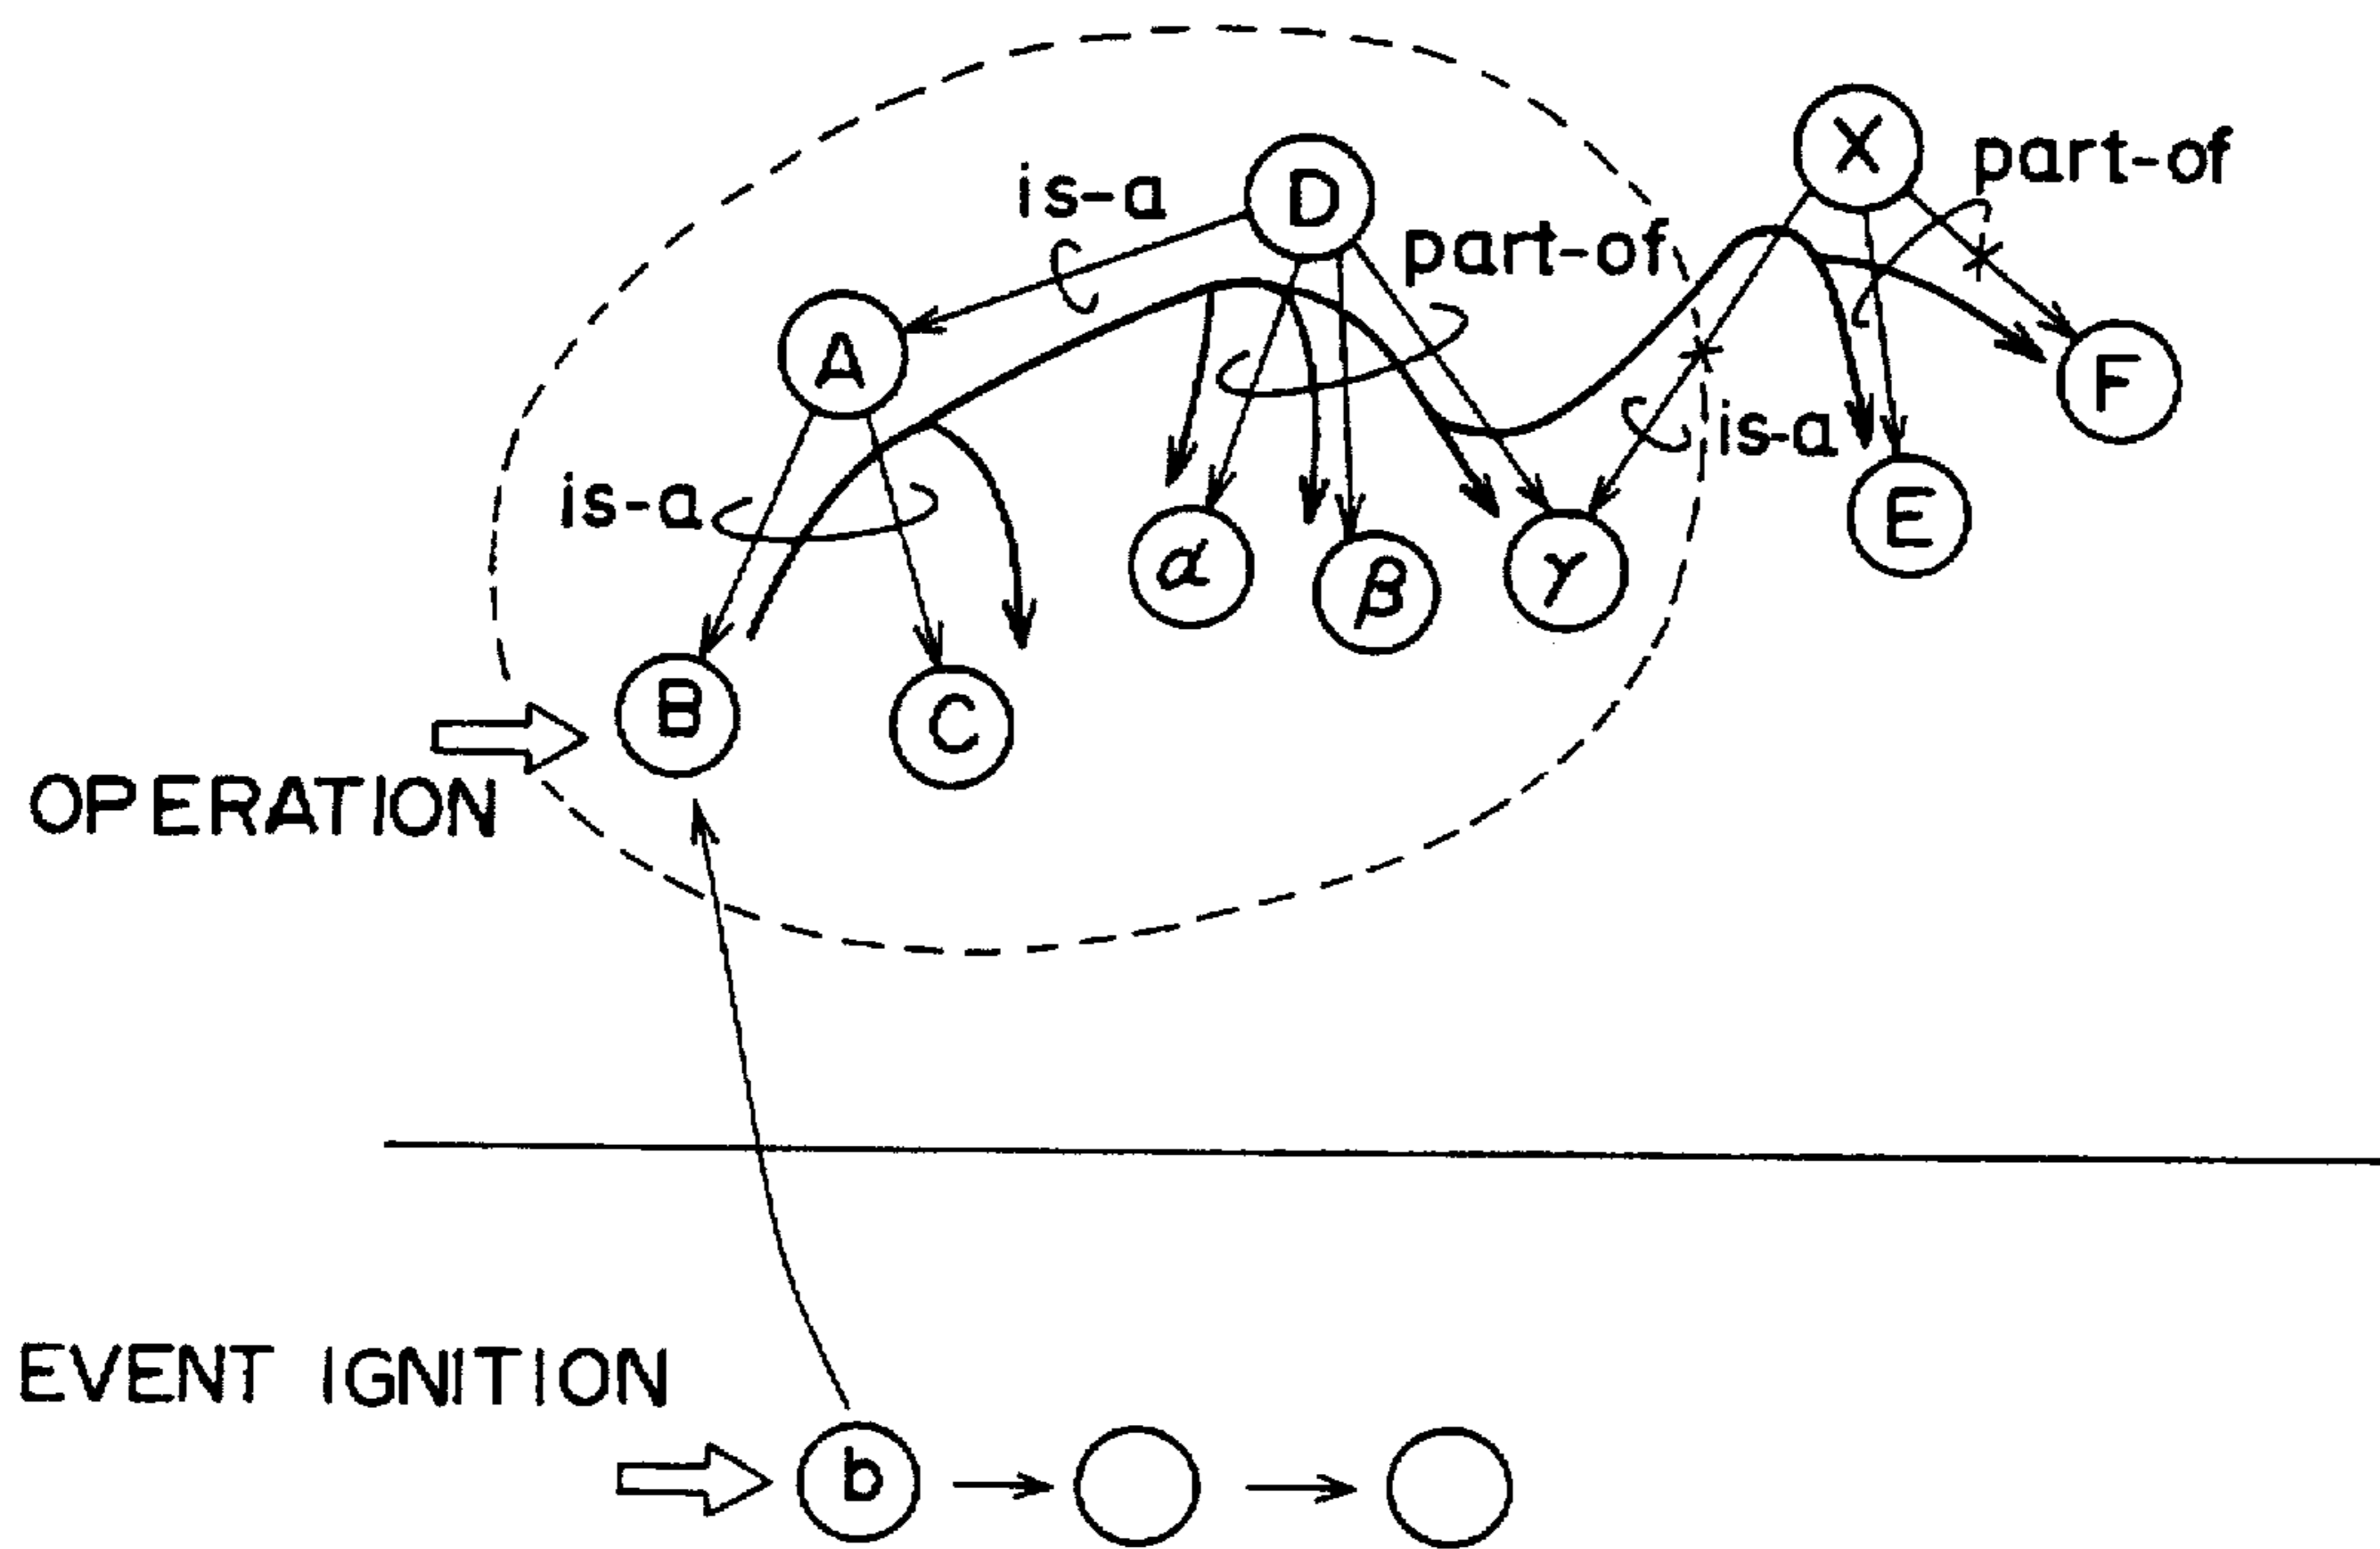 X
part-of
is-a
D
part-of
A
F
is-a
is-a
E
α
β
γ
B
C
OPERATION
EVENT IGNITION
b